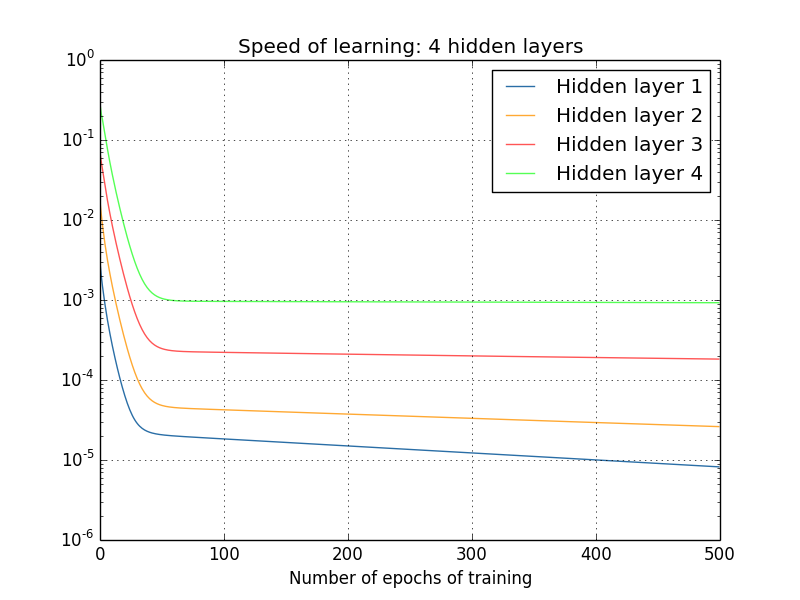 Speed of learning: 4 hidden layers
10^0
10^-1
10^-2
10^-3
10^-4
10^-5
10^-6
Hidden layer 1
Hidden layer 2
Hidden layer 3
Hidden layer 4
0 100 200 300 400 500
Number of epochs of training